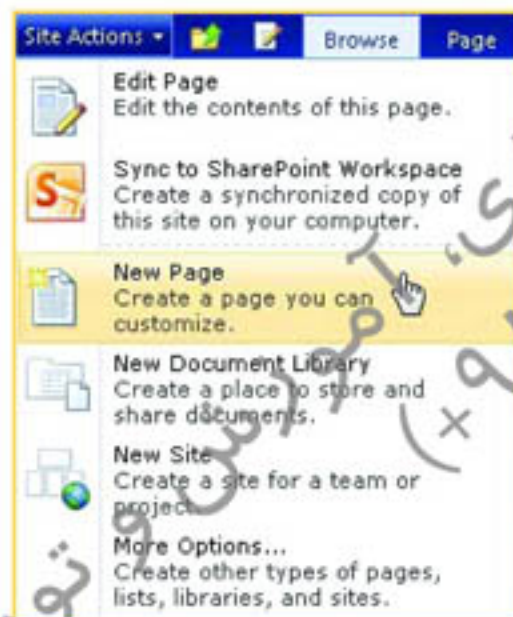 Site Actions Browse Page
Edit Page
Edit the contents of this page.
Sync to SharePoint Workspace
Create a synchronized copy of
this site on your computer.
New Page
Create a page you can
customize.
New Document Library
Create a place to store and
share documents.
New Site
Create a site for a team or
project.
More Options...
Create other types of pages,
lists, libraries, and sites.
آموزش و